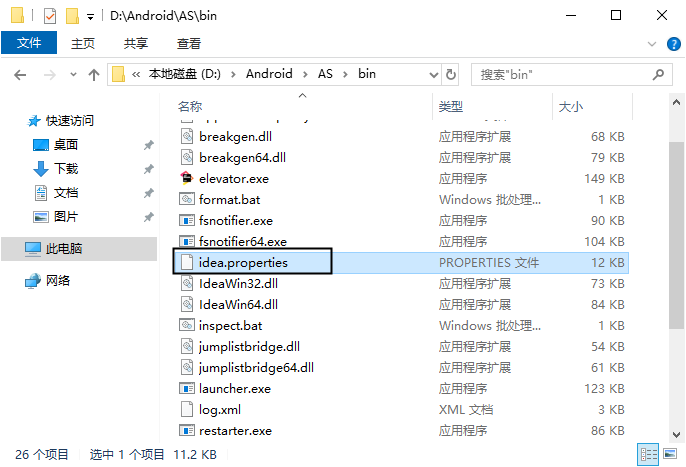 D:\Android\AS\bin
文件 主页 共享 查看
« 本地磁盘 (D:) > Android > AS > bin 搜索"bin"
快速访问
桌面
下载
文档
图片
此电脑
网络
名称 类型 大小
breakgen.dll 应用程序扩展 68 KB
breakgen64.dll 应用程序扩展 79 KB
elevator.exe 应用程序 149 KB
format.bat Windows 批处理... 1 KB
fsnotifier.exe 应用程序 90 KB
fsnotifier64.exe 应用程序 104 KB
idea.properties PROPERTIES 文件 12 KB
IdeaWin32.dll 应用程序扩展 73 KB
IdeaWin64.dll 应用程序扩展 84 KB
inspect.bat Windows 批处理... 1 KB
jumplistbridge.dll 应用程序扩展 54 KB
jumplistbridge64.dll 应用程序扩展 61 KB
launcher.exe 应用程序 123 KB
log.xml XML 文档 3 KB
restarter.exe 应用程序 86 KB
26 个项目 选中 1 个项目 11.2 KB